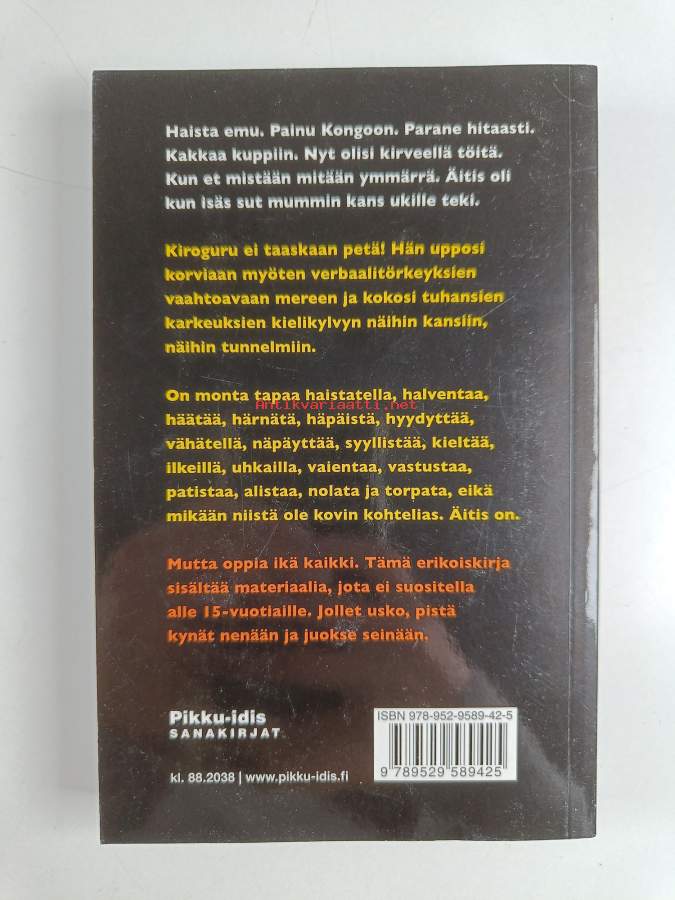 Haista emu. Painu Kongoon. Parane hitaasti.
Kakkaa kuppiin. Nyt olisi kirveellä töitä.
Kun et mistään mitään ymmärrä. Äitis oli
kun isäs sut mummin kans ukille teki.
Kiroguru ei taaskaan petä! Hän upposi
korviaan myöten verbaalitörkeyksien
vaahtoavaan mereen ja kokosi tuhansien
karkeuksien kielikylvyn näihin kansiin,
näihin tunnelmiin.
On monta tapaa haistatella, halventaa,
Antikvariaatti.net
häätää, härnätä, häpäistä, hyydyttää,
vähätellä, näpäyttää, syyllistää, kieltää,
ilkeillä, uhkailla, vaientaa, vastustaa,
patistaa, alistaa, nolata ja torpata, eikä
mikään niistä ole kovin kohtelias. Äitis on.
Mutta oppia ikä kaikki. Tämä erikoiskirja
sisältää materiaalia, jota ei suositella
alle 15-vuotiaille. Jollet usko, pistä
kynät nenään ja juokse seinään.
Pikku-idis
SANAKIRJAT
kl. 88.2038 | www.pikku-idis.fi
ISBN 978-952-9589-42-5
9 789529 589425